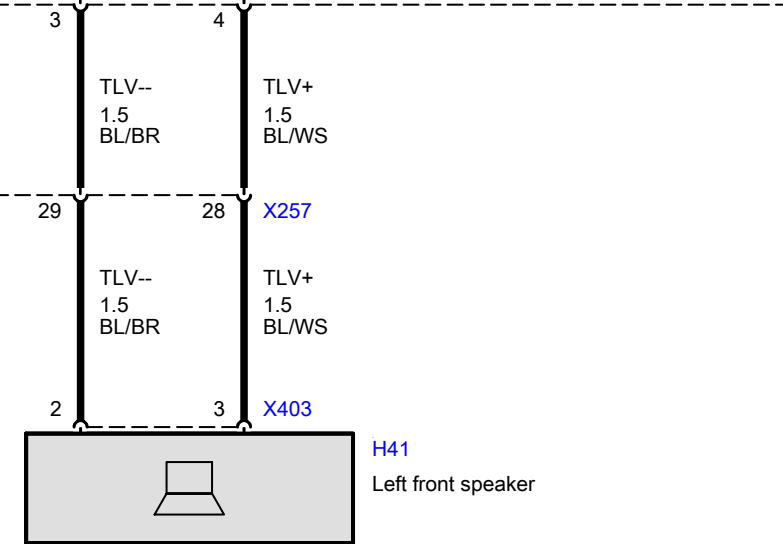 3
4
TLV--
1.5
BL/BR
TLV+
1.5
BL/WS
29
28
X257
TLV--
1.5
BL/BR
TLV+
1.5
BL/WS
2
3
X403
H41
Left front speaker